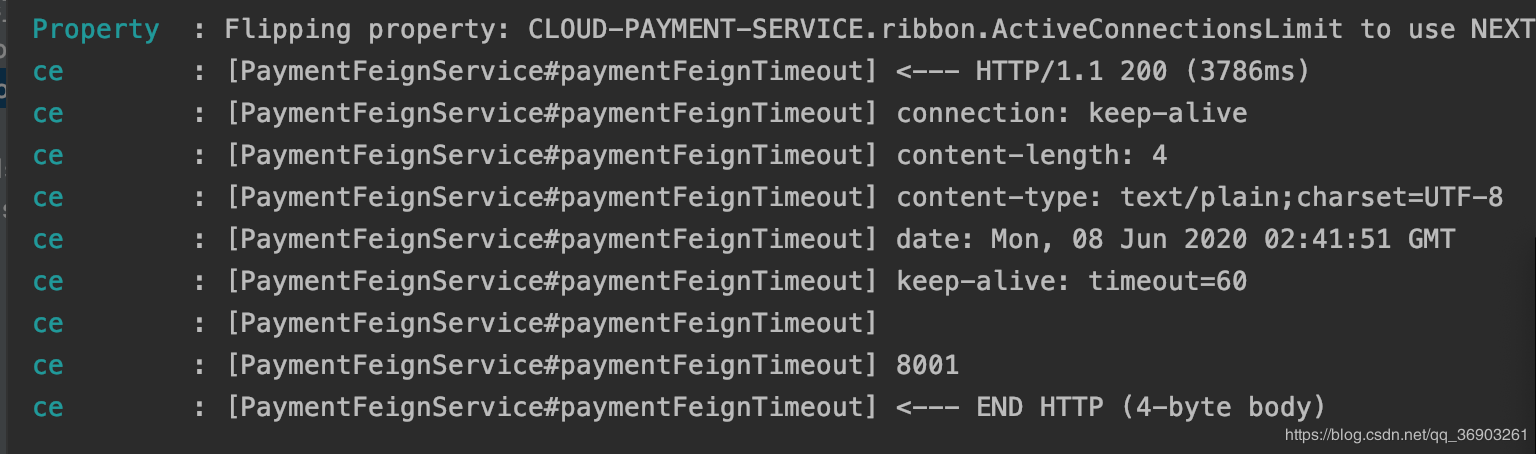 Property : Flipping property: CLOUD-PAYMENT-SERVICE.ribbon.ActiveConnectionsLimit to use NEXT
ce : [PaymentFeignService#paymentFeignTimeout] <--- HTTP/1.1 200 (3786ms)
ce : [PaymentFeignService#paymentFeignTimeout] connection: keep-alive
ce : [PaymentFeignService#paymentFeignTimeout] content-length: 4
ce : [PaymentFeignService#paymentFeignTimeout] content-type: text/plain;charset=UTF-8
ce : [PaymentFeignService#paymentFeignTimeout] date: Mon, 08 Jun 2020 02:41:51 GMT
ce : [PaymentFeignService#paymentFeignTimeout] keep-alive: timeout=60
ce : [PaymentFeignService#paymentFeignTimeout]
ce : [PaymentFeignService#paymentFeignTimeout] 8001
ce : [PaymentFeignService#paymentFeignTimeout] <--- END HTTP (4-byte body)
https://blog.csdn.net/qq_36903261